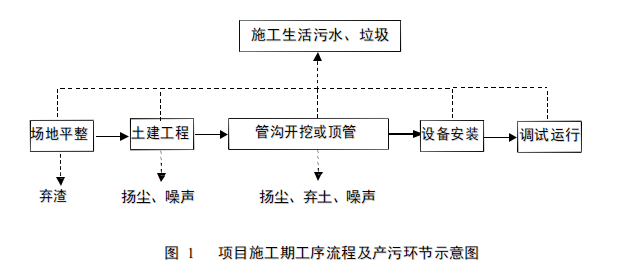 施工生活污水、垃圾
场地平整
土建工程
管沟开挖或顶管
设备安装
调试运行
弃渣
扬尘、噪声
扬尘、弃土、噪声
图 1 项目施工期工序流程及产污环节示意图